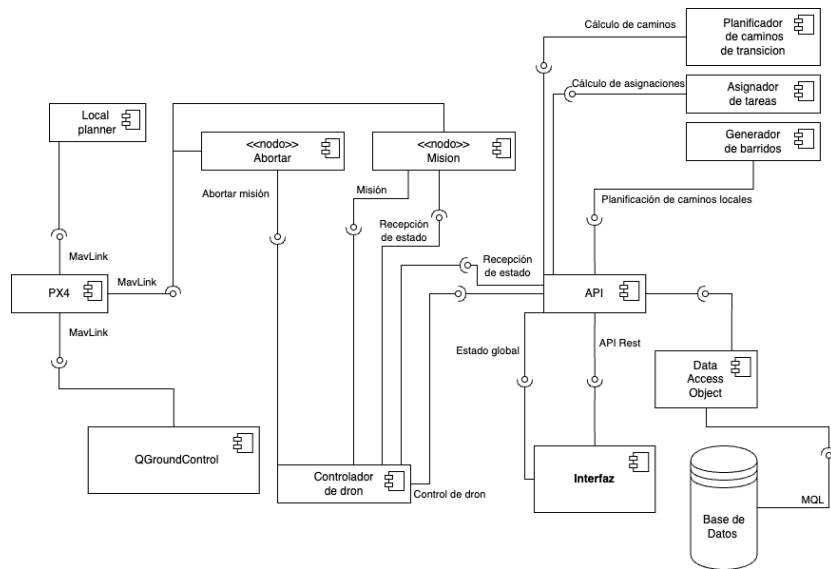 Cálculo de caminos
Planificador
de caminos
de transicion
Cálculo de asignaciones
Asignador
de tareas
Local
planner
<<nodo>>
Abortar
<<nodo>>
Mision
Generador
de barridos
Abortar misión
Misión
Recepción
de estado
Planificación de caminos locales
MavLink
MavLink
Recepción
de estado
PX4
API
MavLink
Estado global
API Rest
Data
Access
Object
QGroundControl
Controlador
de dron
Control de dron
Interfaz
MQL
Base de
Datos